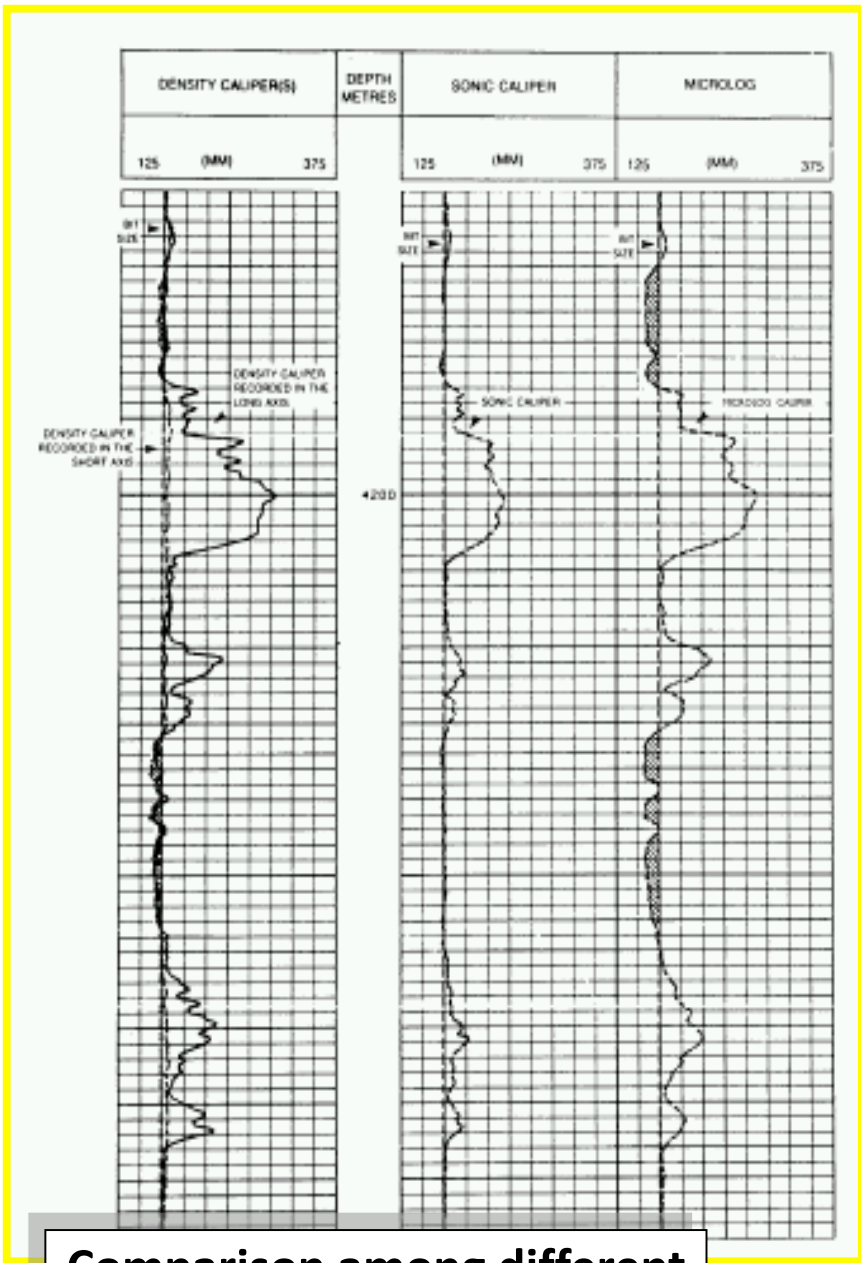 DENSITY CALIPER(S)
DEPTH
METRES
SONIC CALIPER
MICROLOG
125 (MM) 375
125 (MM) 375
125 (MM) 375
BIT
SIZE
BIT
SIZE
BIT
SIZE
DENSITY CALIPER
RECORDED IN THE
LONG AXIS
SONIC CALIPER
MICROLOG CALIPER
DENSITY CALIPER
RECORDED IN THE
SHORT AXIS
4200
Comparison among different